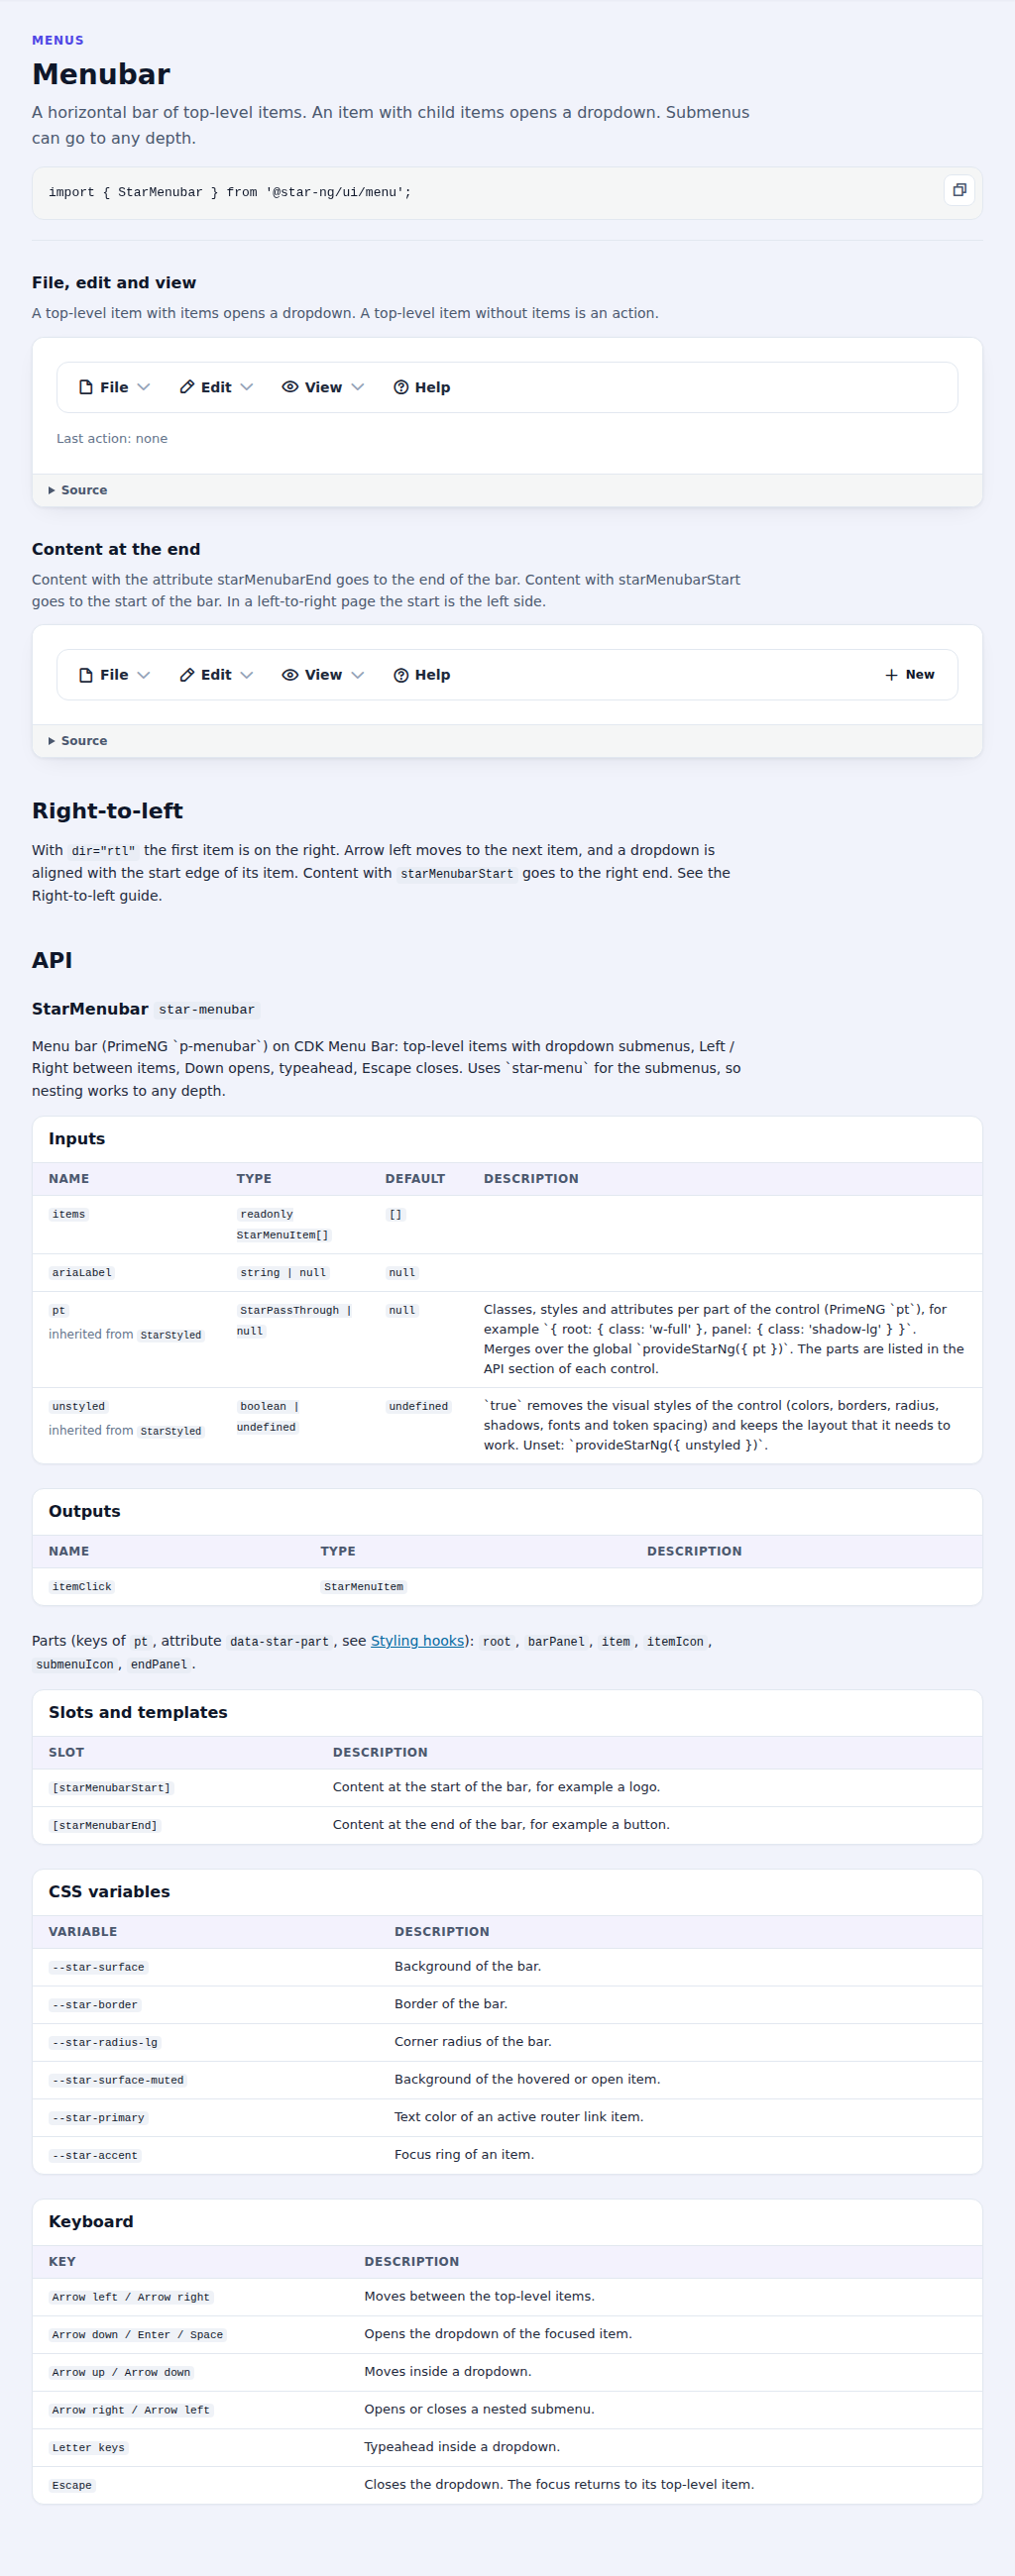 MENUS
Menubar
A horizontal bar of top-level items. An item with child items opens a dropdown. Submenus
can go to any depth.
import { StarMenubar } from '@star-ng/ui/menu';
File, edit and view
A top-level item with items opens a dropdown. A top-level item without items is an action.
File Edit View Help
Last action: none
Source
Content at the end
Content with the attribute starMenubarEnd goes to the end of the bar. Content with starMenubarStart
goes to the start of the bar. In a left-to-right page the start is the left side.
File Edit View Help New
Source
Right-to-left
With dir="rtl" the first item is on the right. Arrow left moves to the next item, and a dropdown is
aligned with the start edge of its item. Content with starMenubarStart goes to the right end. See the
Right-to-left guide.
API
StarMenubar star-menubar
Menu bar (PrimeNG `p-menubar`) on CDK Menu Bar: top-level items with dropdown submenus, Left /
Right between items, Down opens, typeahead, Escape closes. Uses `star-menu` for the submenus, so
nesting works to any depth.
Inputs
NAME TYPE DEFAULT DESCRIPTION
items readonly []
StarMenuItem[]
ariaLabel string | null null
pt StarPassThrough | null Classes, styles and attributes per part of the control (PrimeNG `pt`), for
inherited from StarStyled null example `{ root: { class: 'w-full' }, panel: { class: 'shadow-lg' } }`.
Merges over the global `provideStarNg({ pt })`. The parts are listed in the
API section of each control.
unstyled boolean | undefined `true` removes the visual styles of the control (colors, borders, radius,
inherited from StarStyled undefined shadows, fonts and token spacing) and keeps the layout that it needs to
work. Unset: `provideStarNg({ unstyled })`.
Outputs
NAME TYPE DESCRIPTION
itemClick StarMenuItem
Parts (keys of pt, attribute data-star-part, see Styling hooks): root, barPanel, item, itemIcon,
submenuIcon, endPanel.
Slots and templates
SLOT DESCRIPTION
[starMenubarStart] Content at the start of the bar, for example a logo.
[starMenubarEnd] Content at the end of the bar, for example a button.
CSS variables
VARIABLE DESCRIPTION
--star-surface Background of the bar.
--star-border Border of the bar.
--star-radius-lg Corner radius of the bar.
--star-surface-muted Background of the hovered or open item.
--star-primary Text color of an active router link item.
--star-accent Focus ring of an item.
Keyboard
KEY DESCRIPTION
Arrow left / Arrow right Moves between the top-level items.
Arrow down / Enter / Space Opens the dropdown of the focused item.
Arrow up / Arrow down Moves inside a dropdown.
Arrow right / Arrow left Opens or closes a nested submenu.
Letter keys Typeahead inside a dropdown.
Escape Closes the dropdown. The focus returns to its top-level item.